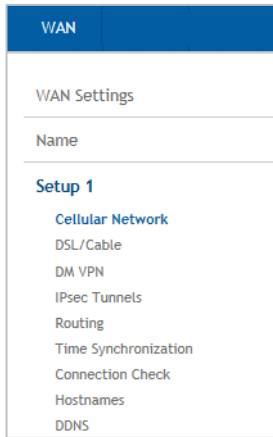 WAN
WAN Settings
Name
Setup 1
Cellular Network
DSL/Cable
DM VPN
IPsec Tunnels
Routing
Time Synchronization
Connection Check
Hostnames
DDNS